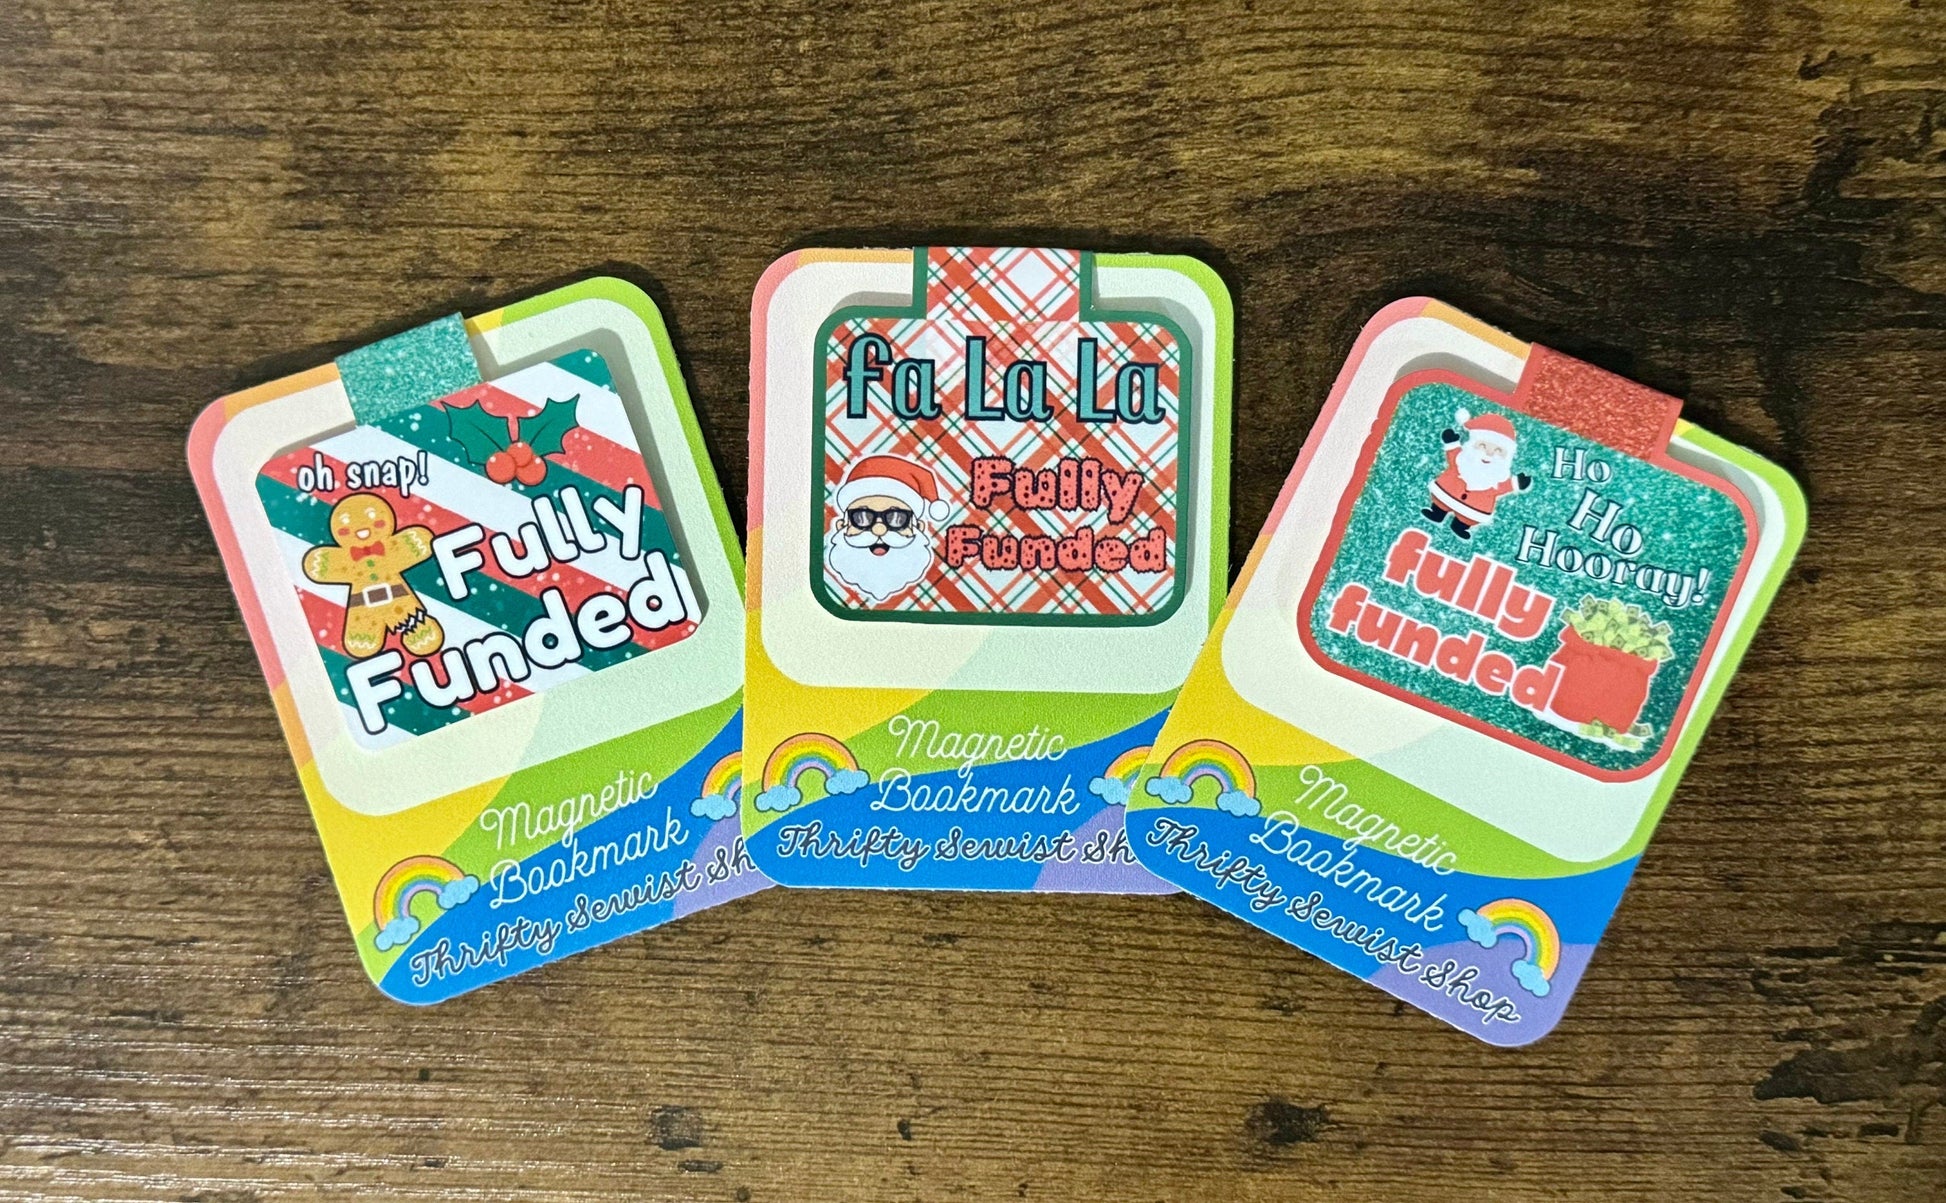 oh snap!
Fully
Funded
Magnetic
Bookmark
Thrifty Sewist Sh
fa La La
Fully
Funded
Magnetic
Bookmark
Thrifty Sewist Sh
Ho
Ho
Hooray!
fully
funded
Magnetic
Bookmark
Thrifty Sewist Shop